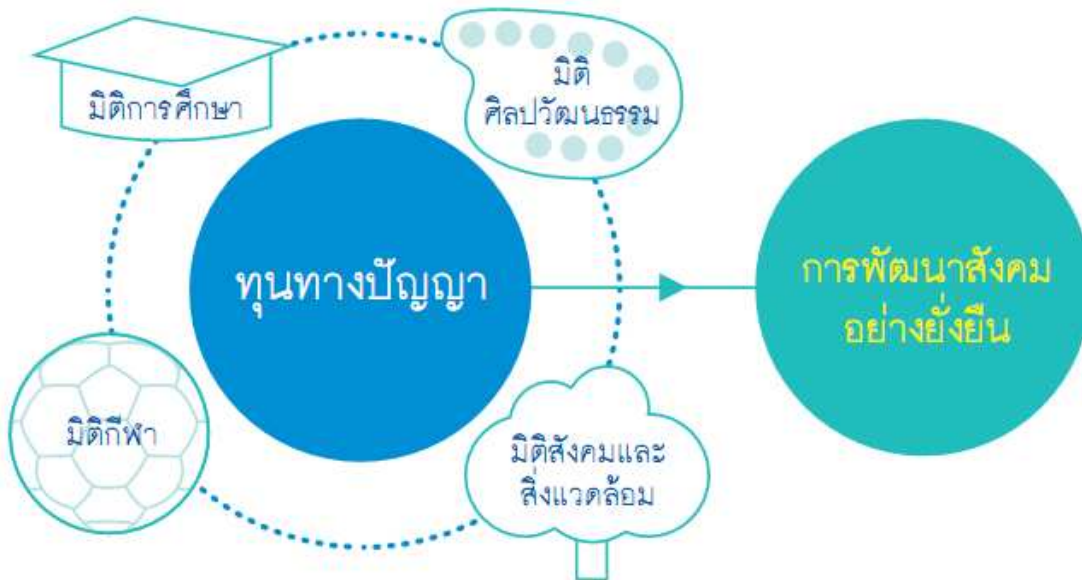 มิติการศึกษา
มิติ
ศิลปวัฒนธรรม
ทุนทางปัญญา
การพัฒนาสังคม
อย่างยั่งยืน
มิติกีฬา
มิติสังคมและ
สิ่งแวดล้อม